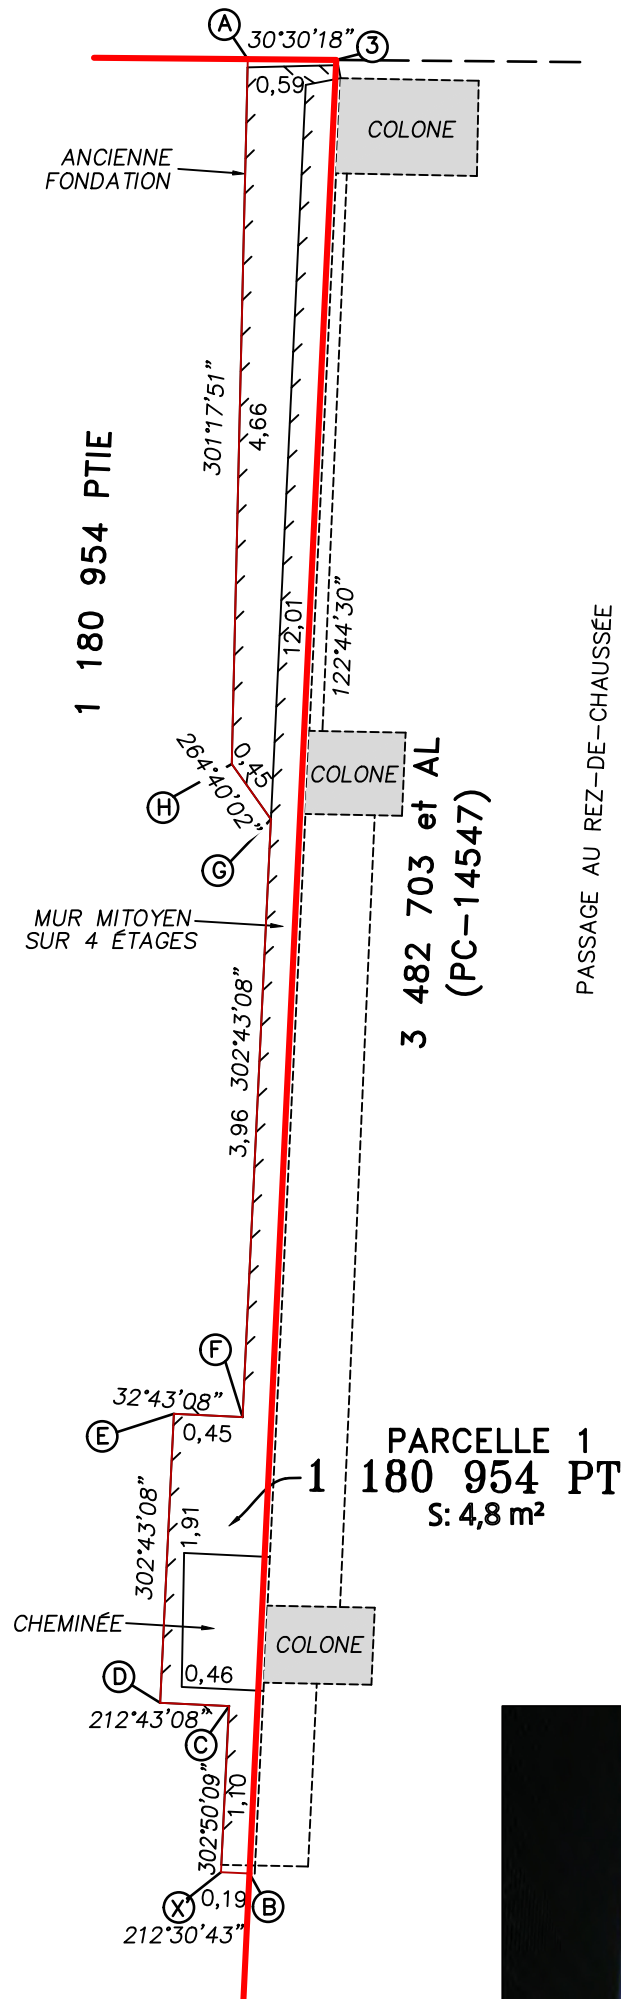 A
30°30'18"
3
0,59
COLONE
ANCIENNE
FONDATION
301°17'51"
4,66
1 180 954 PTIE
12,01
122°44'30"
PASSAGE AU REZ-DE-CHAUSSÉE
0,45
264°40'02"
H
COLONE
G
3 482 703 et AL
(PC-14547)
MUR MITOYEN
SUR 4 ÉTAGES
302°43'08"
3,96
F
32°43'08"
E
0,45
PARCELLE 1
1 180 954 PT
S: 4,8 m²
302°43'08"
1,91
CHEMINÉE
COLONE
0,46
D
212°43'08"
C
302°50'09"
1,10
X
0,19
B
212°30'43"